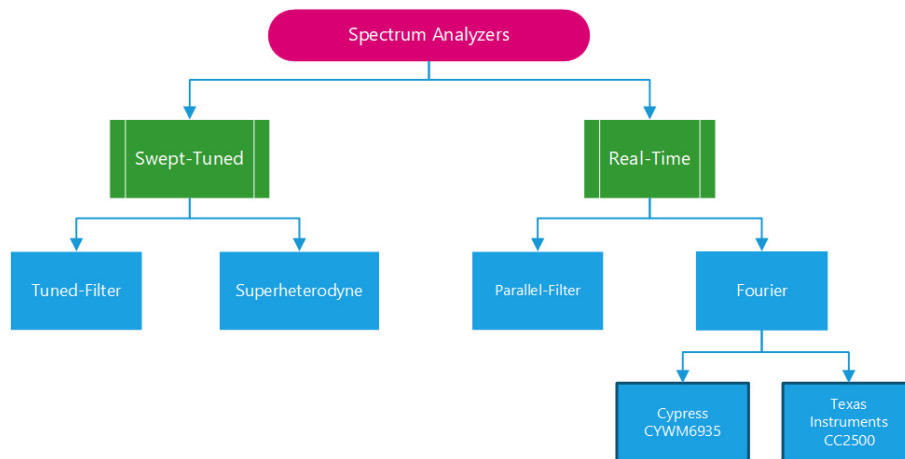 Spectrum Analyzers
Swept-Tuned
Real-Time
Tuned-Filter
Superheterodyne
Parallel-Filter
Fourier
Cypress
CYWM6935
Texas
Instruments
CC2500